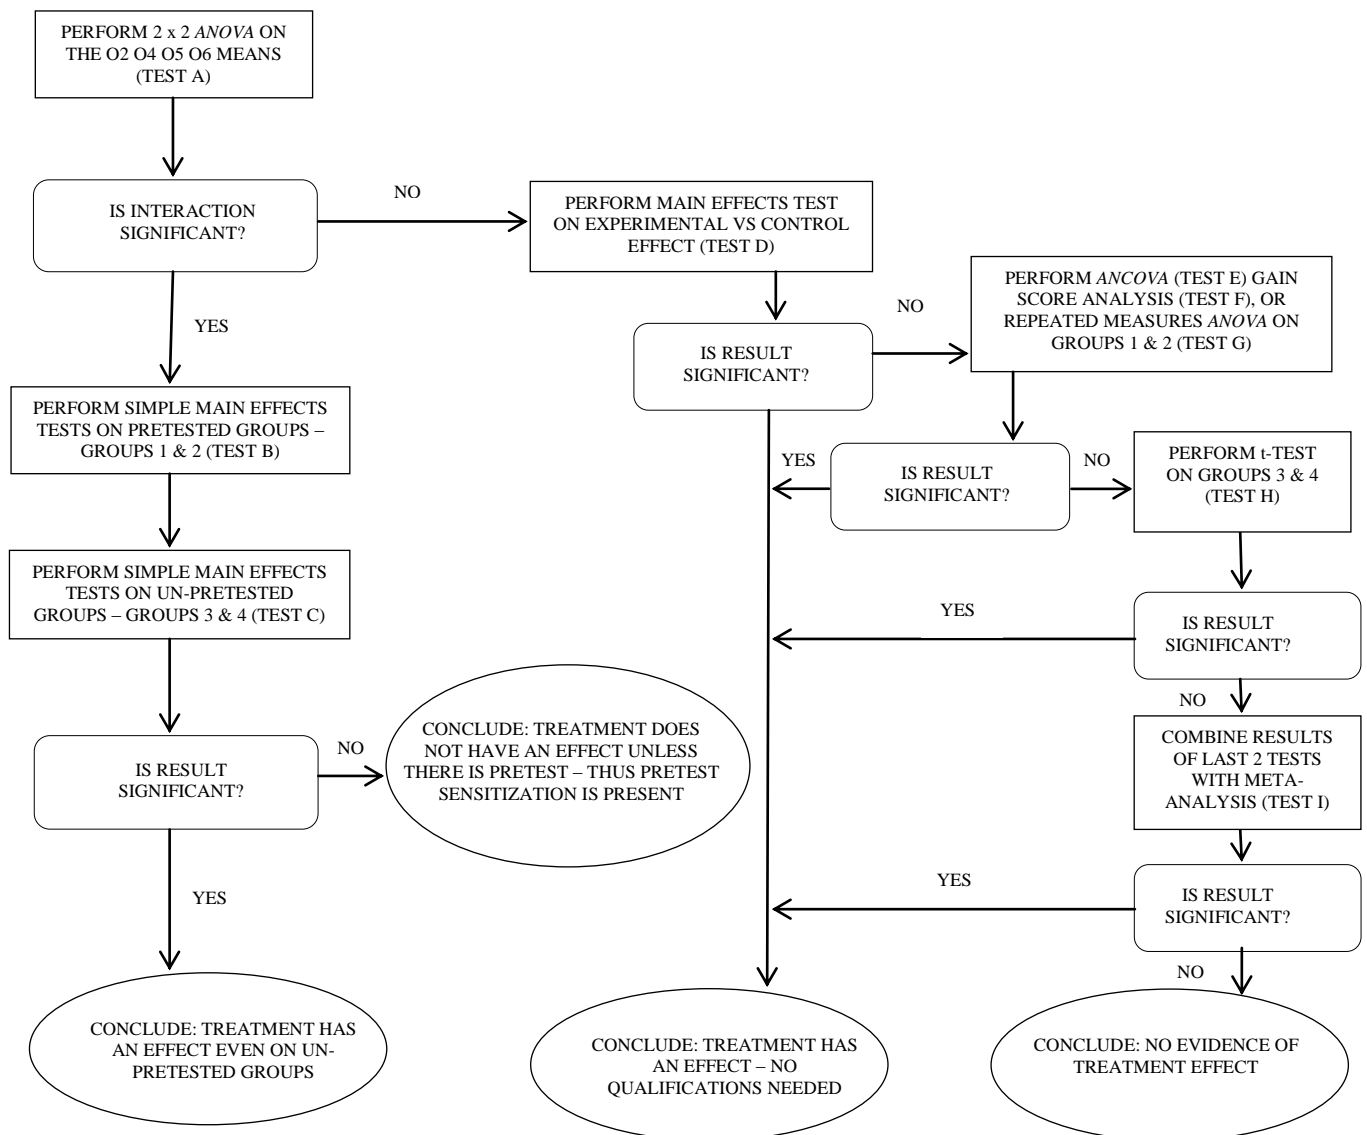 PERFORM 2 x 2 ANOVA ON
THE O2 O4 O5 O6 MEANS
(TEST A)
IS INTERACTION
SIGNIFICANT?
NO
PERFORM MAIN EFFECTS TEST
ON EXPERIMENTAL VS CONTROL
EFFECT (TEST D)
YES
IS RESULT
SIGNIFICANT?
NO
PERFORM ANCOVA (TEST E) GAIN
SCORE ANALYSIS (TEST F), OR
REPEATED MEASURES ANOVA ON
GROUPS 1 & 2 (TEST G)
PERFORM SIMPLE MAIN EFFECTS
TESTS ON PRETESTED GROUPS –
GROUPS 1 & 2 (TEST B)
YES
IS RESULT
SIGNIFICANT?
NO
PERFORM t-TEST
ON GROUPS 3 & 4
(TEST H)
PERFORM SIMPLE MAIN EFFECTS
TESTS ON UN-PRETESTED
GROUPS – GROUPS 3 & 4 (TEST C)
YES
IS RESULT
SIGNIFICANT?
NO
IS RESULT
SIGNIFICANT?
NO
CONCLUDE: TREATMENT DOES
NOT HAVE AN EFFECT UNLESS
THERE IS PRETEST – THUS PRETEST
SENSITIZATION IS PRESENT
COMBINE RESULTS
OF LAST 2 TESTS
WITH META-
ANALYSIS (TEST I)
YES
YES
IS RESULT
SIGNIFICANT?
NO
CONCLUDE: TREATMENT HAS
AN EFFECT EVEN ON UN-
PRETESTED GROUPS
CONCLUDE: TREATMENT HAS
AN EFFECT – NO
QUALIFICATIONS NEEDED
CONCLUDE: NO EVIDENCE OF
TREATMENT EFFECT